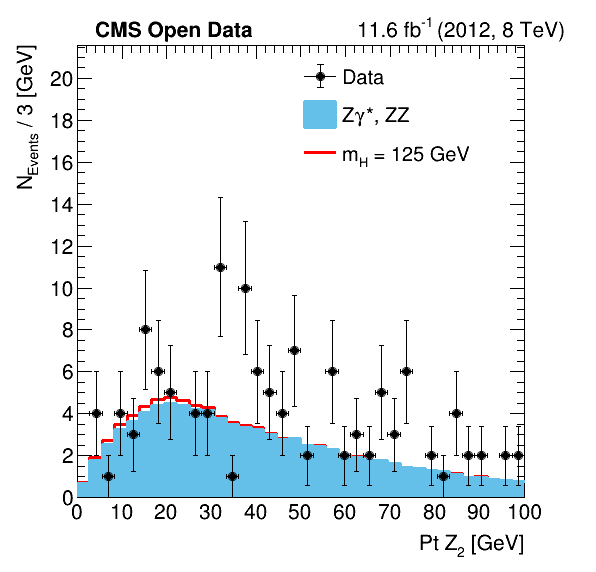 CMS Open Data 11.6 fb⁻¹ (2012, 8 TeV)
N_Events / 3 [GeV]
Data
Zγ*, ZZ
m_H = 125 GeV
20
18
16
14
12
10
8
6
4
2
0
0 10 20 30 40 50 60 70 80 90 100
Pt Z₂ [GeV]